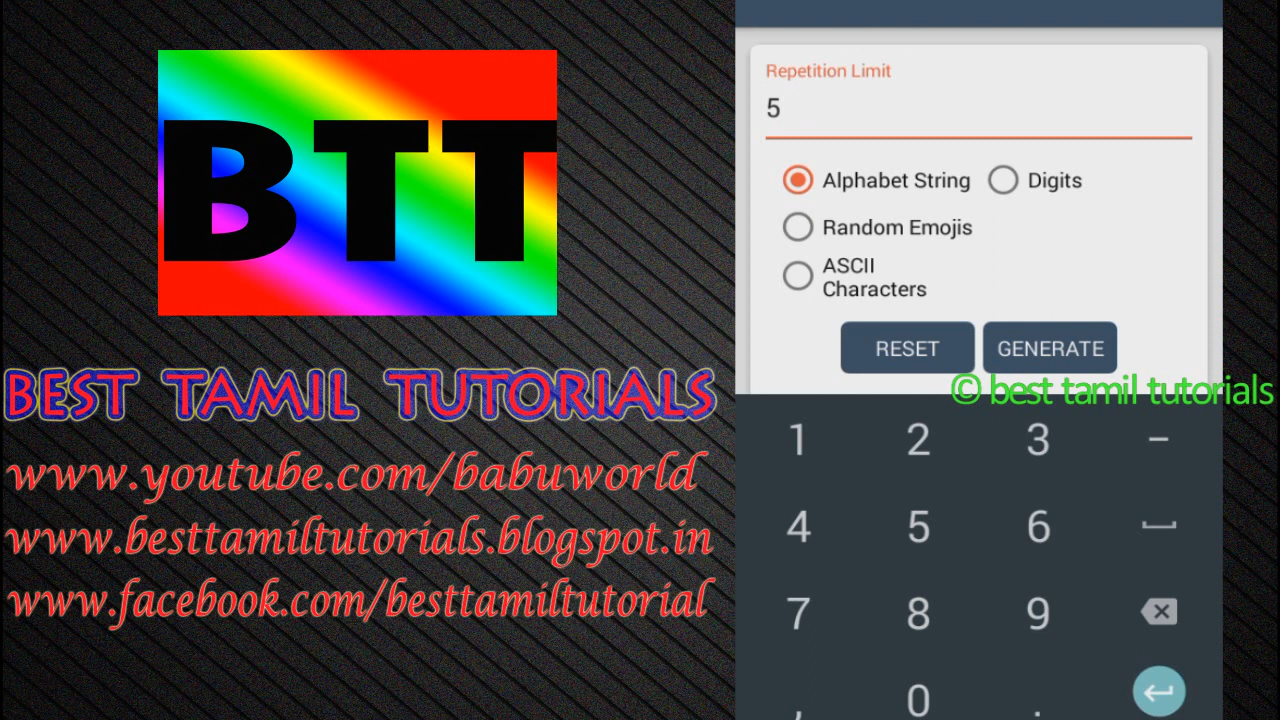 BTT
BEST TAMIL TUTORIALS
www.youtube.com/babuworld
www.besttamiltutorials.blogspot.in
www.facebook.com/besttamiltutorial
Repetition Limit
5
Alphabet String Digits
Random Emojis
ASCII
Characters
RESET GENERATE
© best tamil tutorials
1 2 3 –
4 5 6
7 8 9
, 0 .